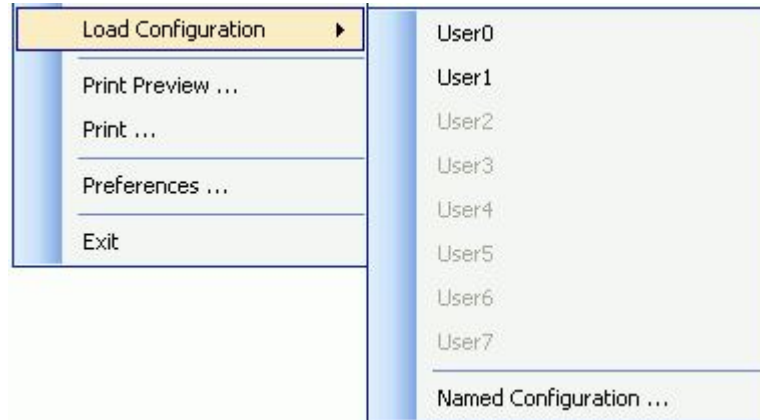 Load Configuration
Print Preview ...
Print ...
Preferences ...
Exit
User0
User1
User2
User3
User4
User5
User6
User7
Named Configuration ...